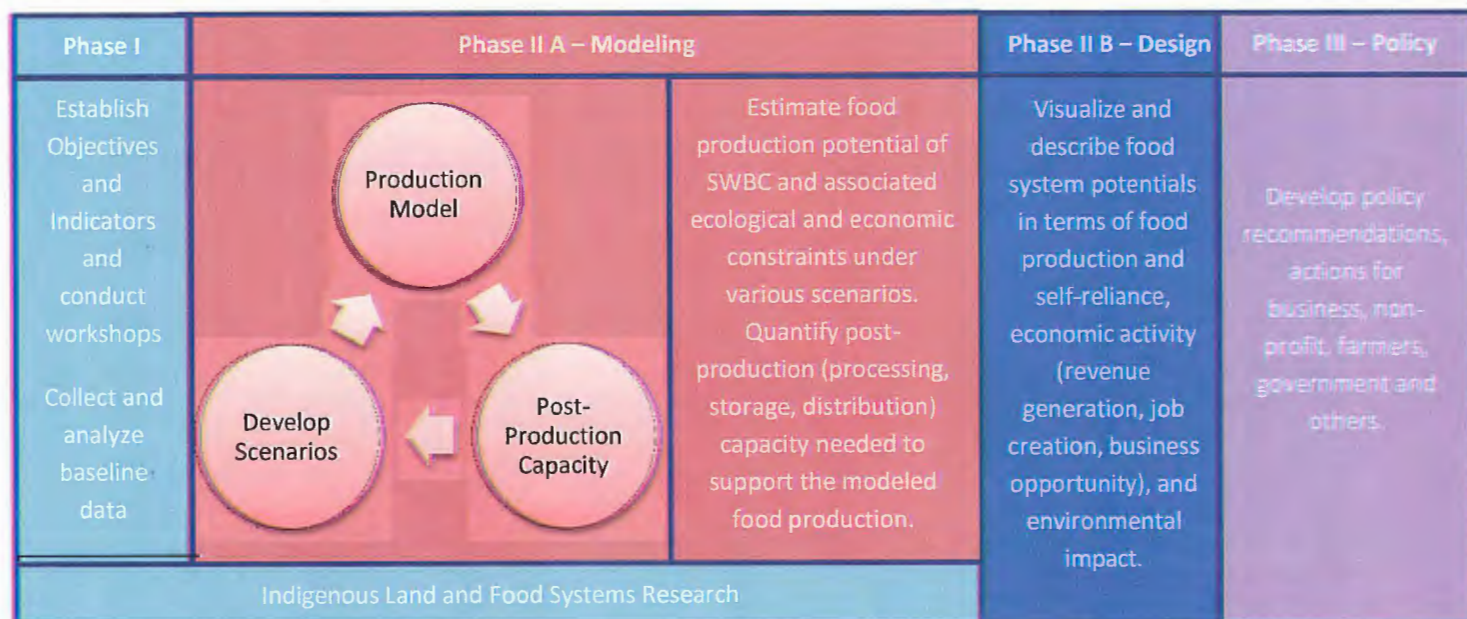 Phase I
Phase II A – Modeling
Phase II B – Design
Phase III – Policy
Establish
Objectives
and
Indicators
and
conduct
workshops
Collect and
analyze
baseline
data
Production
Model
Develop
Scenarios
Post-
Production
Capacity
Estimate food
production potential of
SWBC and associated
ecological and economic
constraints under
various scenarios.
Quantify post-
production (processing,
storage, distribution)
capacity needed to
support the modeled
food production.
Visualize and
describe food
system potentials
in terms of food
production and
self-reliance,
economic activity
(revenue
generation, job
creation, business
opportunity), and
environmental
impact.
Develop policy
recommendations,
actions for
business, non-
profit, farmers,
government and
others.
Indigenous Land and Food Systems Research